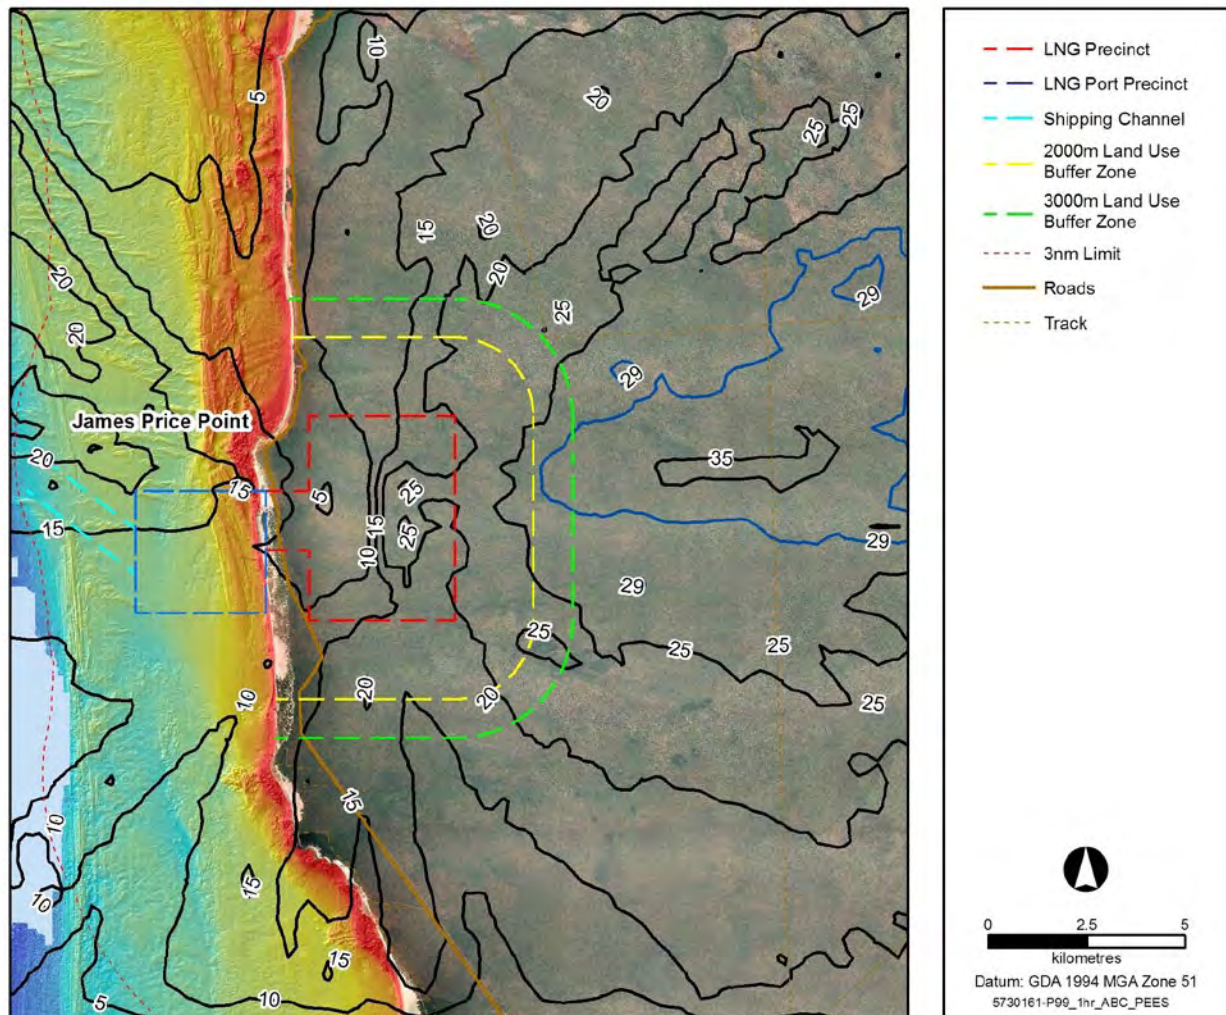 10
5
20
25
25
15
20
20
20
25
29
20
29
James Price Point
20
35
15
5
25
15
25
15
10
29
29
25
25
10
20
20
25
15
10
10
15
15
5
10
LNG Precinct
LNG Port Precinct
Shipping Channel
2000m Land Use
Buffer Zone
3000m Land Use
Buffer Zone
3nm Limit
Roads
Track
0 2.5 5
kilometres
Datum: GDA 1994 MGA Zone 51
5730161-P99_1hr_ABC_PEES